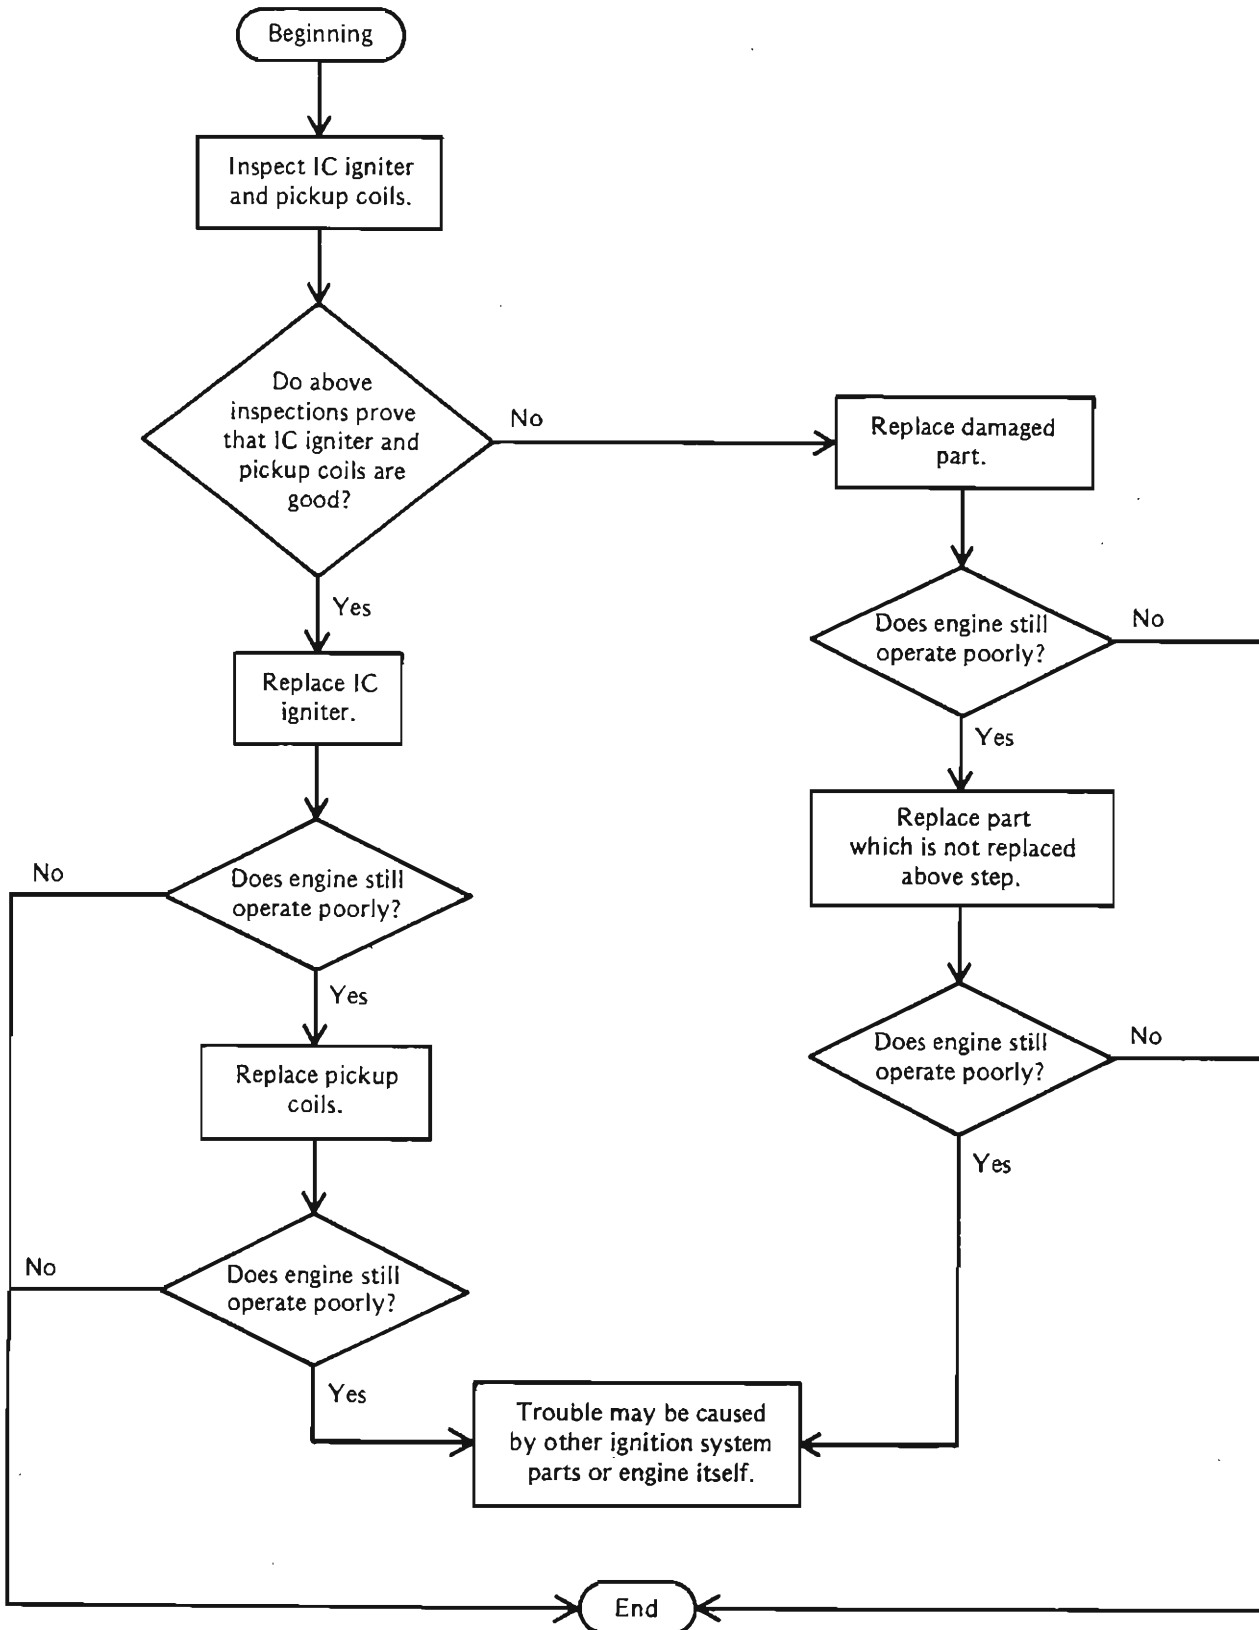 Beginning
Inspect IC igniter
and pickup coils.
Do above
inspections prove
that IC igniter and
pickup coils are
good?
No
Replace damaged
part.
Yes
Does engine still
operate poorly?
No
Replace IC
igniter.
Yes
Replace part
which is not replaced
above step.
No
Does engine still
operate poorly?
Yes
Does engine still
operate poorly?
No
Replace pickup
coils.
Yes
No
Does engine still
operate poorly?
Yes
Trouble may be caused
by other ignition system
parts or engine itself.
End